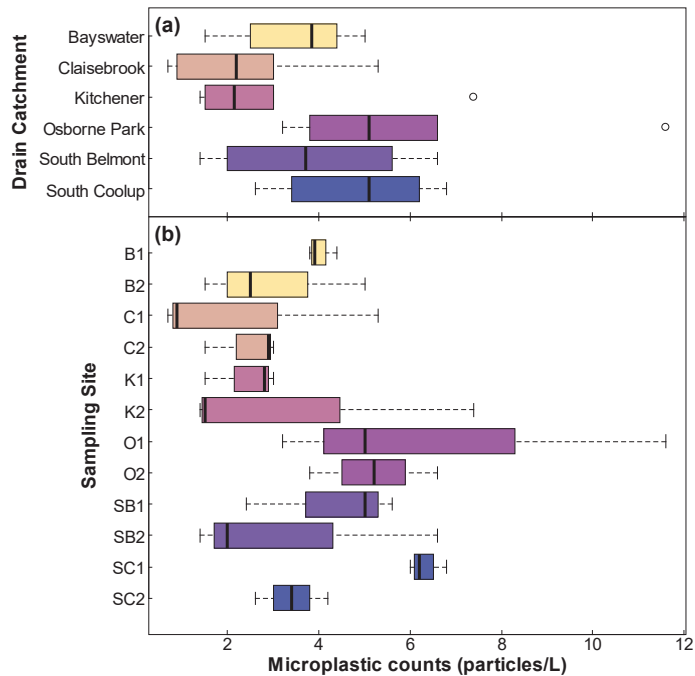 (a)
Drain Catchment
Bayswater
Claisebrook
Kitchener
Osborne Park
South Belmont
South Coolup
(b)
Sampling Site
B1
B2
C1
C2
K1
K2
O1
O2
SB1
SB2
SC1
SC2
2 4 6 8 10 12
Microplastic counts (particles/L)